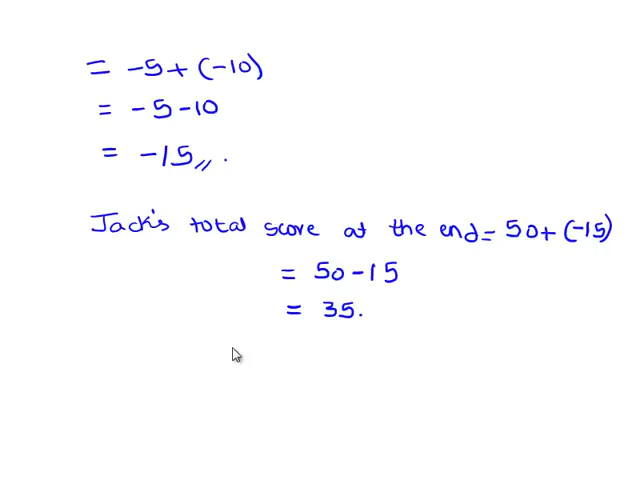 = -5+(-10)
= -5-10
= -15,, .
Jack's total score at the end = 50+(-15)
= 50-15
= 35.